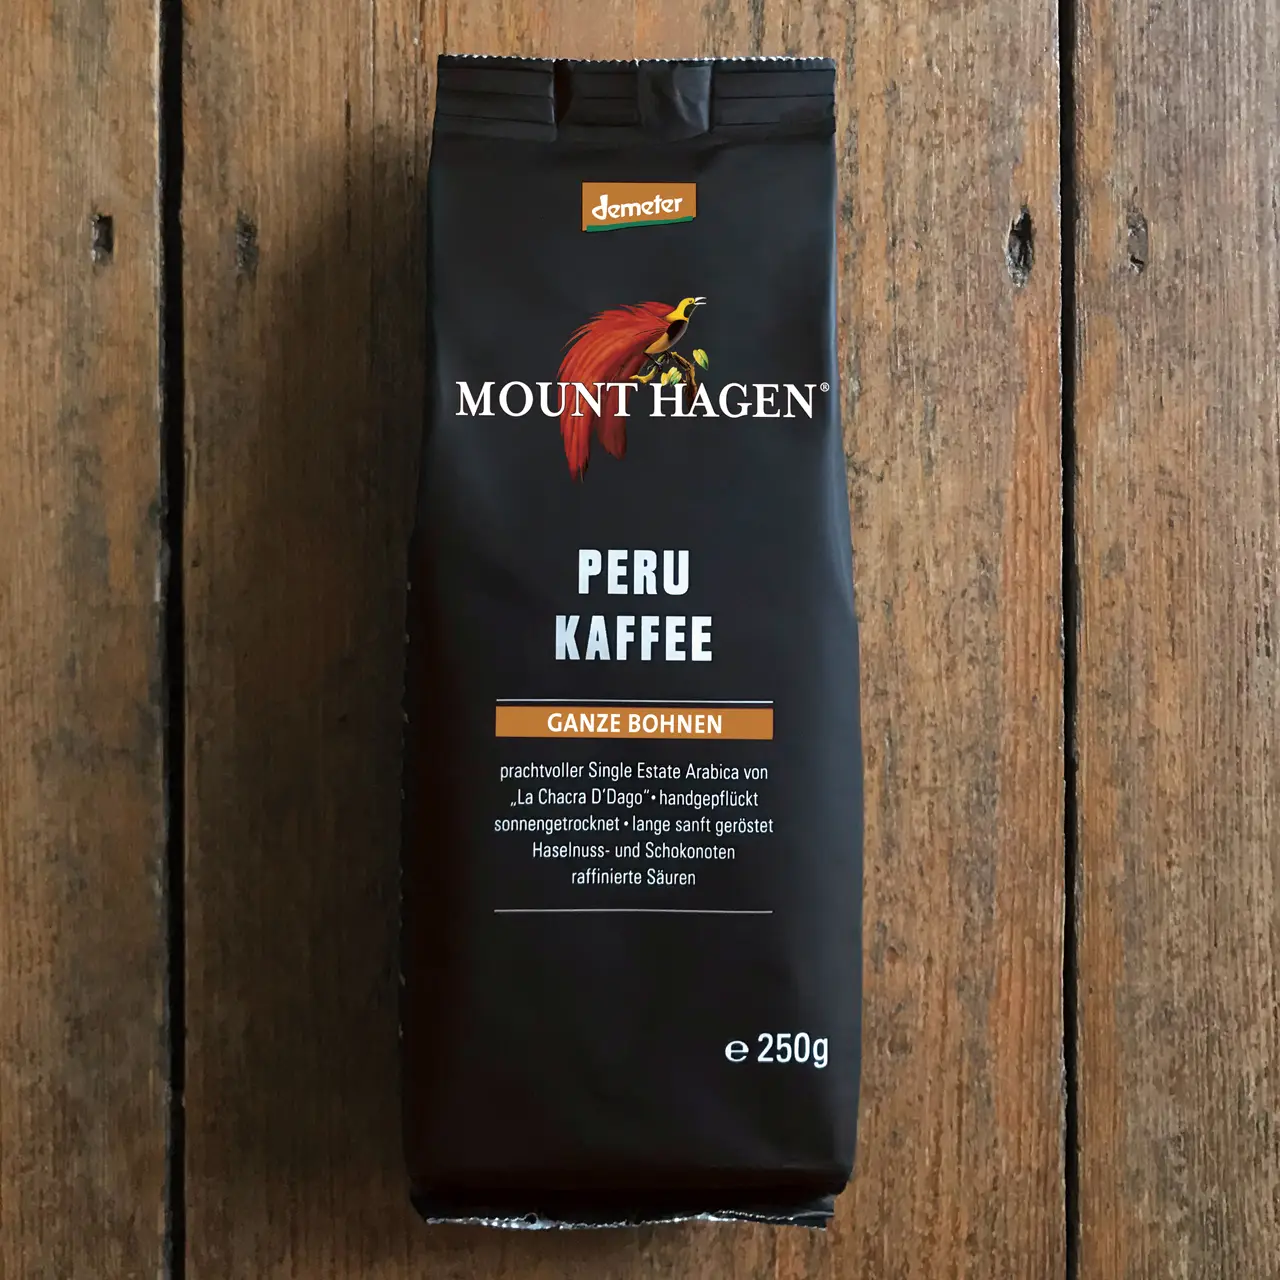 demeter
MOUNT HAGEN®
PERU
KAFFEE
GANZE BOHNEN
prachtvoller Single Estate Arabica von
„La Chacra D'Dago“ • handgepflückt
sonnengetrocknet • lange sanft geröstet
Haselnuss- und Schokonoten
raffinierte Säuren
℮ 250g